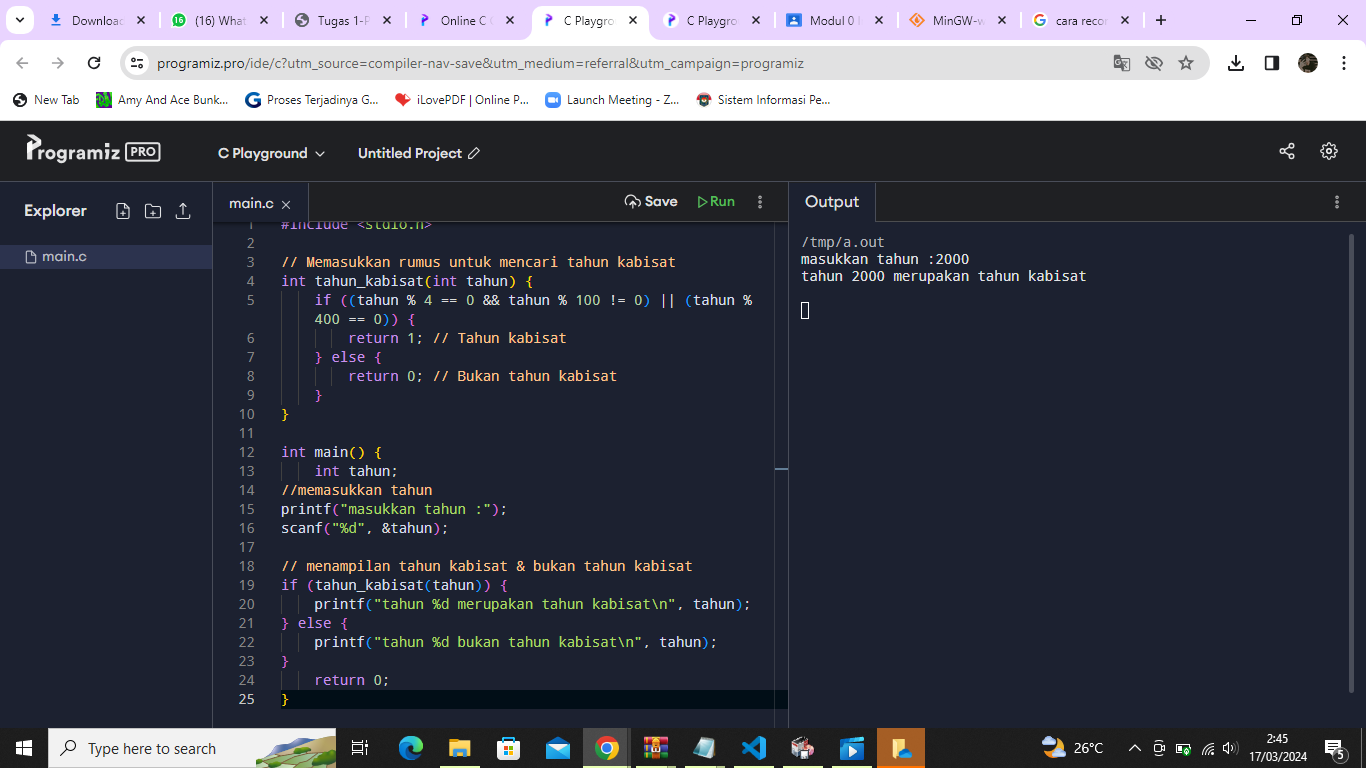 Downloac
(16) What
Tugas 1-P
Online C
C Playgro
C Playgro
Modul 0
MinGW-w
cara recor
programiz.pro/ide/c?utm_source=compiler-nav-save&utm_medium=referral&utm_campaign=programiz
New Tab
Amy And Ace Bunk...
Proses Terjadinya G...
iLovePDF | Online P...
Launch Meeting - Z...
Sistem Informasi Pe...
Programiz PRO
C Playground
Untitled Project
Explorer
main.c
Save
Run
Output
main.c
1 #include <stdio.h>
2
3 // Memasukkan rumus untuk mencari tahun kabisat
4 int tahun_kabisat(int tahun) {
5 if ((tahun % 4 == 0 && tahun % 100 != 0) || (tahun %
400 == 0)) {
6 return 1; // Tahun kabisat
7 } else {
8 return 0; // Bukan tahun kabisat
9 }
10 }
11
12 int main() {
13 int tahun;
14 //memasukkan tahun
15 printf("masukkan tahun :");
16 scanf("%d", &tahun);
17
18 // menampilan tahun kabisat & bukan tahun kabisat
19 if (tahun_kabisat(tahun)) {
20 printf("tahun %d merupakan tahun kabisat\n", tahun);
21 } else {
22 printf("tahun %d bukan tahun kabisat\n", tahun);
23 }
24 return 0;
25 }
/tmp/a.out
masukkan tahun :2000
tahun 2000 merupakan tahun kabisat
Type here to search
26°C
2:45
17/03/2024
5